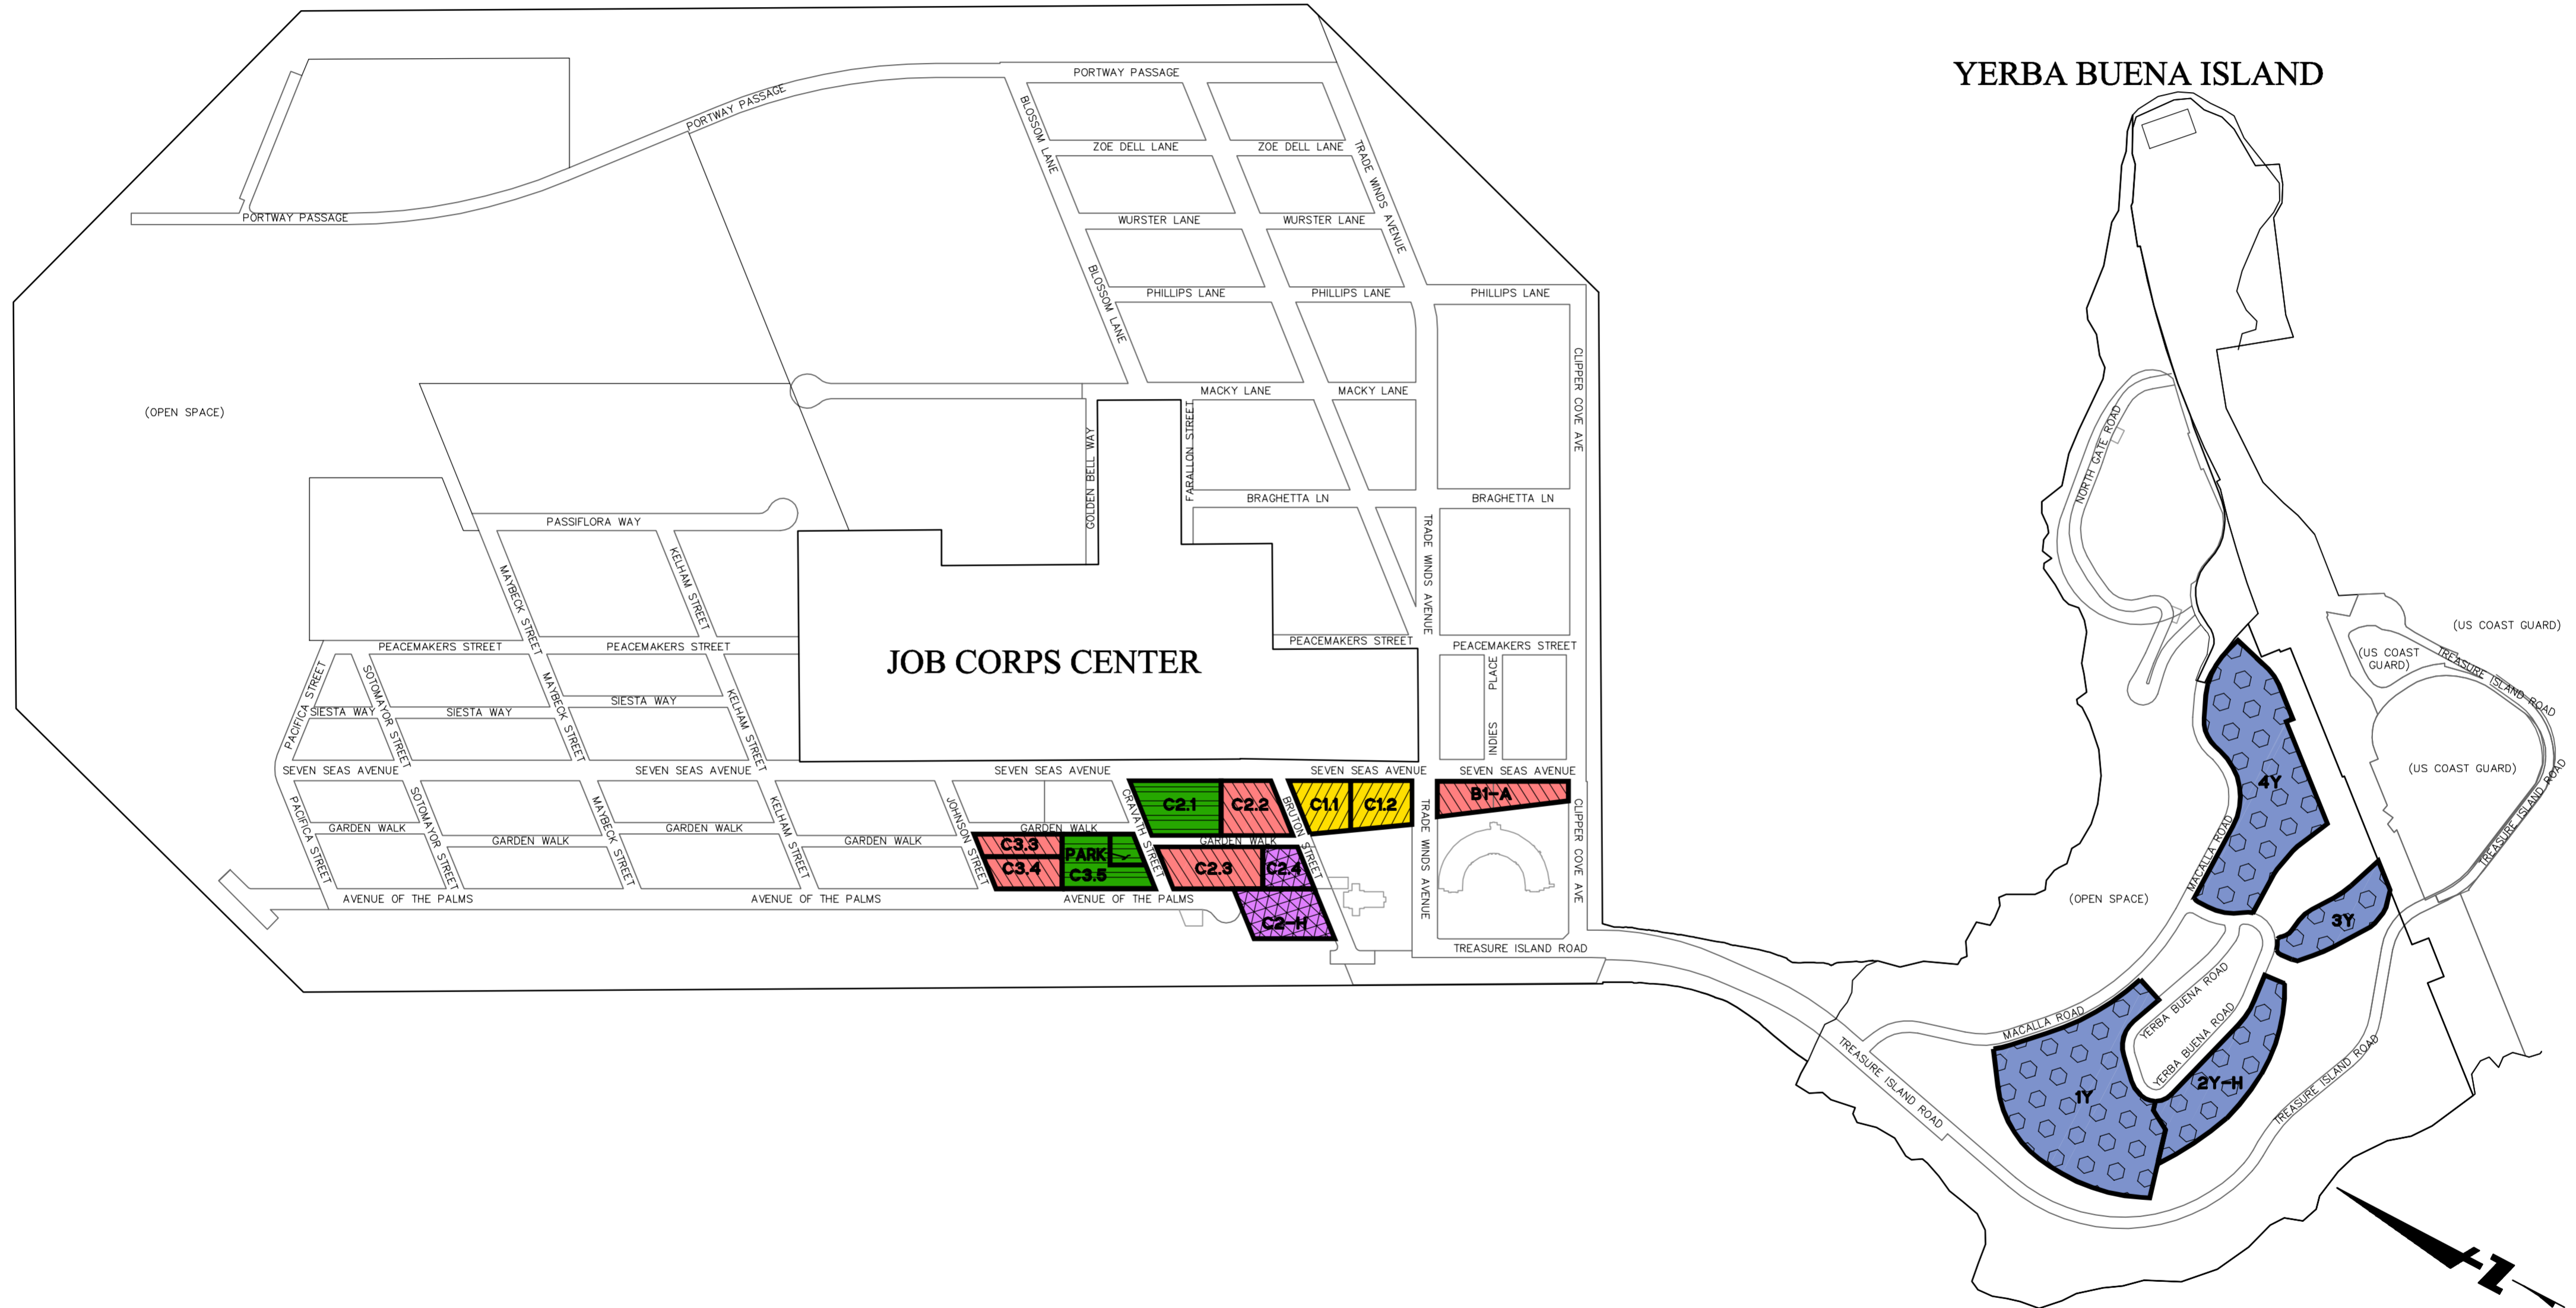 YERBA BUENA ISLAND
PORTWAY PASSAGE
PORTWAY PASSAGE
PORTWAY PASSAGE
BLOSSOM LANE
ZOE DELL LANE
ZOE DELL LANE
TRADE WINDS AVENUE
WURSTER LANE
WURSTER LANE
BLOSSOM LANE
PHILLIPS LANE
PHILLIPS LANE
PHILLIPS LANE
CLIPPER COVE AVE
MACKY LANE
MACKY LANE
(OPEN SPACE)
GOLDEN BELL WAY
FARALLON STREET
BRAGHETTA LN
BRAGHETTA LN
NORTH GATE ROAD
PASSIFLORA WAY
TRADE WINDS AVENUE
MAYBECK STREET
KELHAM STREET
PEACEMAKERS STREET
PEACEMAKERS STREET
PEACEMAKERS STREET
PEACEMAKERS STREET
JOB CORPS CENTER
INDIES PLACE
PACIFICA STREET
SOTOMAYOR STREET
MAYBECK STREET
KELHAM STREET
SIESTA WAY
SIESTA WAY
SIESTA WAY
SEVEN SEAS AVENUE
SEVEN SEAS AVENUE
SEVEN SEAS AVENUE
SEVEN SEAS AVENUE
SEVEN SEAS AVENUE
PACIFICA STREET
SOTOMAYOR STREET
MAYBECK STREET
KELHAM STREET
JOHNSON STREET
CRAVATH STREET
BRUTON STREET
TRADE WINDS AVENUE
CLIPPER COVE AVE
C2.1
C2.2
C1.1
C1.2
B1-A
GARDEN WALK
GARDEN WALK
GARDEN WALK
GARDEN WALK
GARDEN WALK
GARDEN WALK
C3.3
C3.4
PARK
C3.5
C2.3
C2.4
C2-H
AVENUE OF THE PALMS
AVENUE OF THE PALMS
AVENUE OF THE PALMS
TREASURE ISLAND ROAD
(US COAST GUARD)
(US COAST
GUARD)
TREASURE ISLAND ROAD
(US COAST GUARD)
TREASURE ISLAND ROAD
4Y
MACALLA ROAD
(OPEN SPACE)
3Y
YERBA BUENA ROAD
YERBA BUENA ROAD
MACALLA ROAD
TREASURE ISLAND ROAD
1Y
2Y-H
TREASURE ISLAND ROAD
N